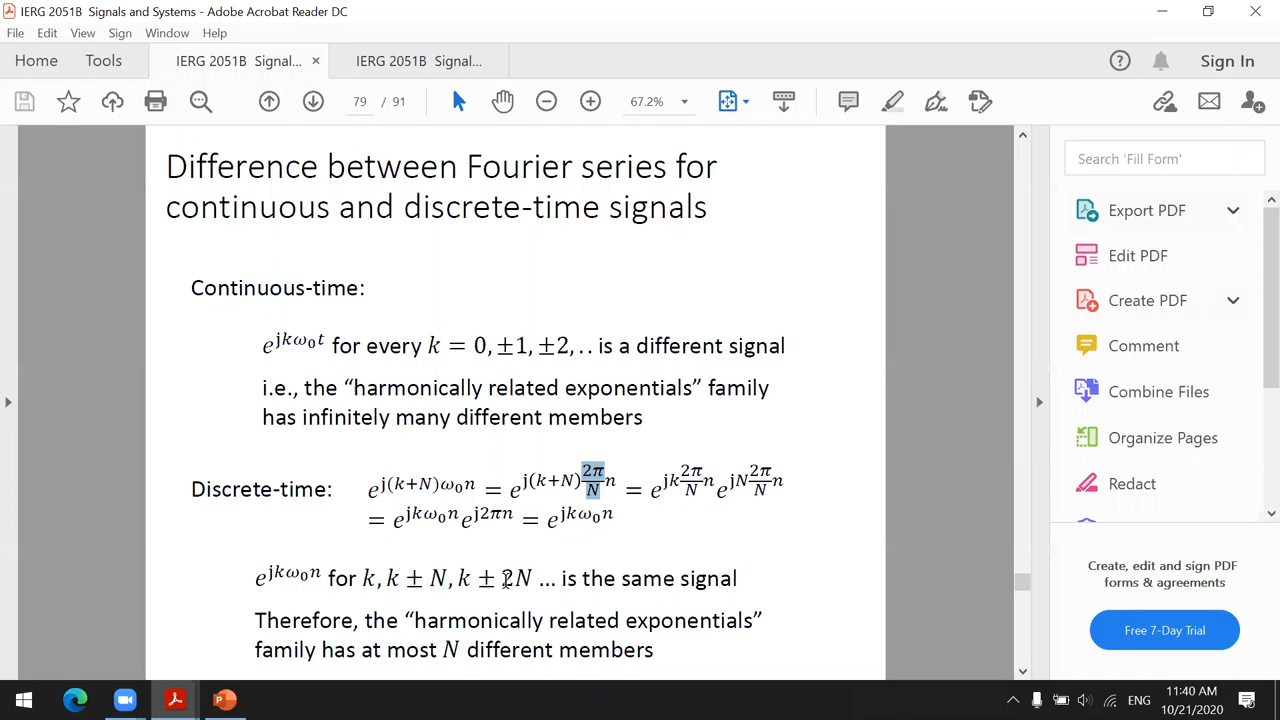 IERG 2051B Signals and Systems - Adobe Acrobat Reader DC
File Edit View Sign Window Help
Home Tools IERG 2051B Signal... × IERG 2051B Signal... Sign In
79 / 91 67.2%
Difference between Fourier series for
continuous and discrete-time signals
Continuous-time:
e^{jkω₀t} for every k = 0, ±1, ±2, . . is a different signal
i.e., the “harmonically related exponentials” family
has infinitely many different members
Discrete-time: e^{j(k+N)ω₀n} = e^{j(k+N)\frac{2π}{N}n} = e^{jk\frac{2π}{N}n} e^{jN\frac{2π}{N}n}
= e^{jkω₀n} e^{j2πn} = e^{jkω₀n}
e^{jkω₀n} for k, k ± N, k ± 2N ... is the same signal
Therefore, the “harmonically related exponentials”
family has at most N different members
Search 'Fill Form'
Export PDF
Edit PDF
Create PDF
Comment
Combine Files
Organize Pages
Redact
Create, edit and sign PDF
forms & agreements
Free 7-Day Trial
ENG
11:40 AM
10/21/2020